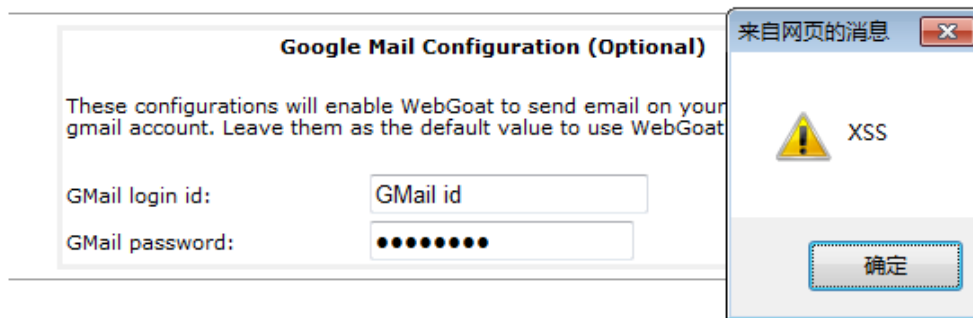 Google Mail Configuration (Optional)
These configurations will enable WebGoat to send email on your
gmail account. Leave them as the default value to use WebGoat
GMail login id:
GMail id
GMail password:
●●●●●●●●
来自网页的消息
XSS
确定